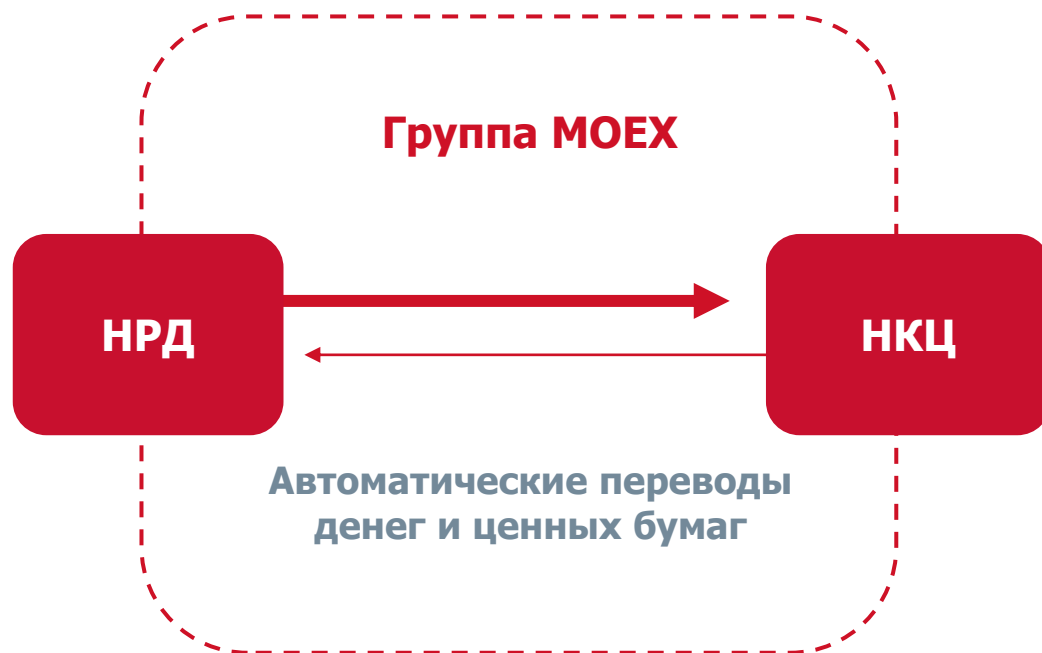 Группа MOEX
НРД
НКЦ
Автоматические переводы
денег и ценных бумаг